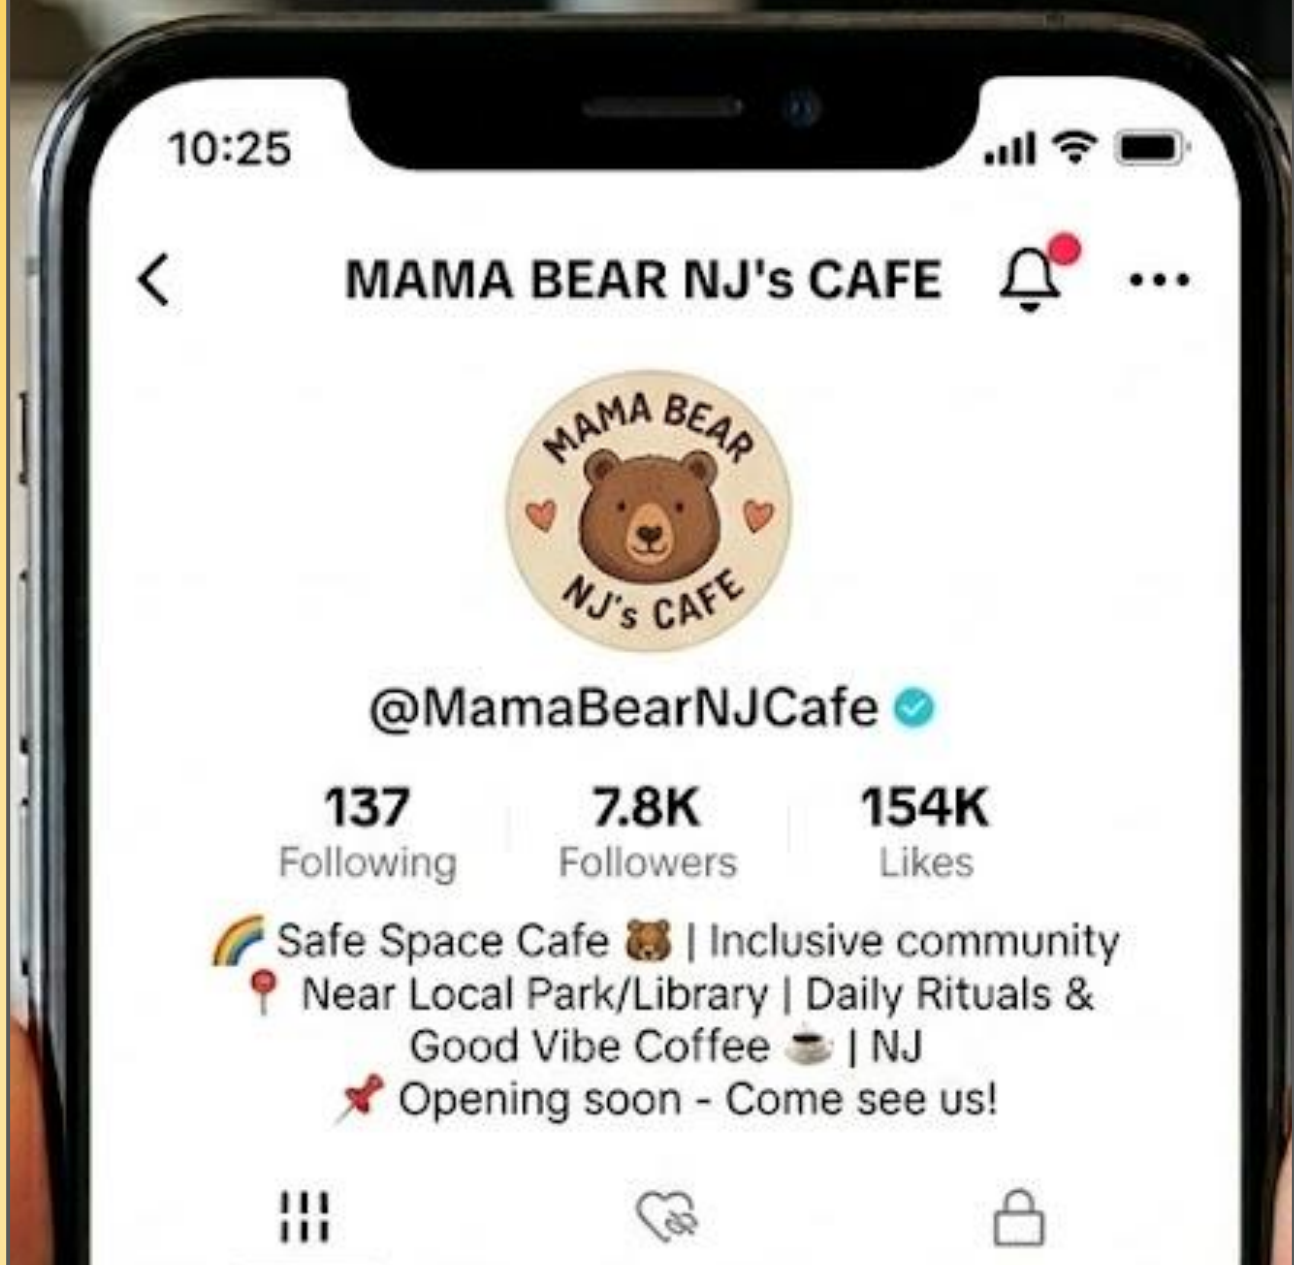 10:25
MAMA BEAR NJ's CAFE
MAMA BEAR
NJ's CAFE
@MamaBearNJCafe
137
Following
7.8K
Followers
154K
Likes
🌈 Safe Space Cafe 🐻 | Inclusive community
📍 Near Local Park/Library | Daily Rituals &
Good Vibe Coffee ☕ | NJ
📌 Opening soon - Come see us!